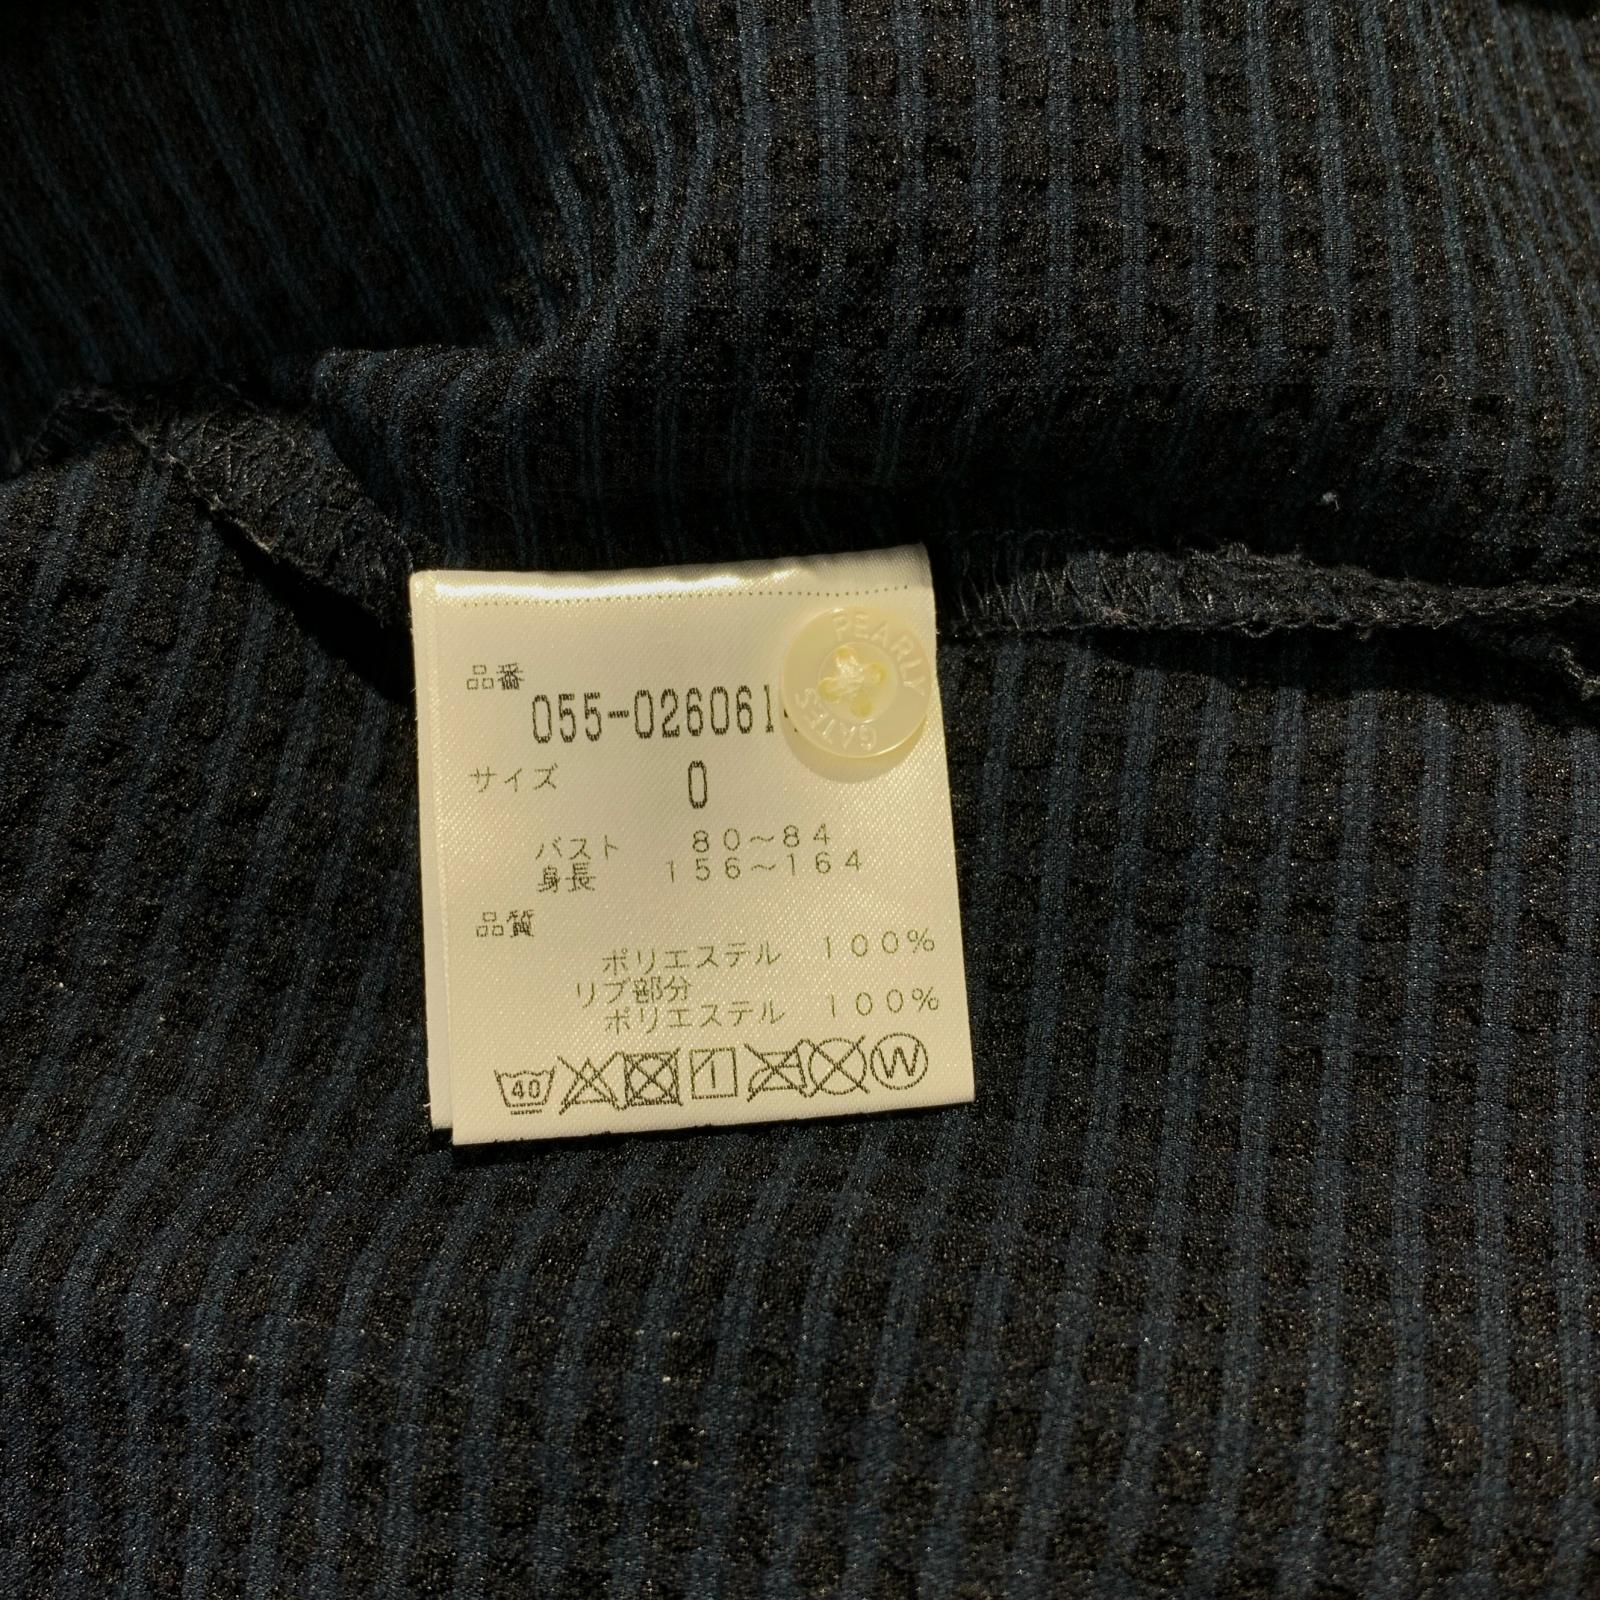 品番
055-026061
PEARLY GATES
サイズ 0
バスト 80~84
身長 156~164
品質
ポリエステル 100%
リブ部分
ポリエステル 100%
40 W